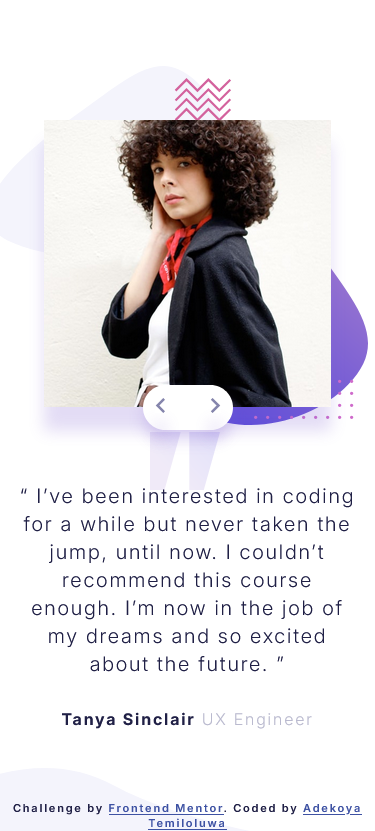 “ I’ve been interested in coding
for a while but never taken the
jump, until now. I couldn’t
recommend this course
enough. I’m now in the job of
my dreams and so excited
about the future. ”
Tanya Sinclair UX Engineer
Challenge by Frontend Mentor. Coded by Adekoya
Temiloluwa